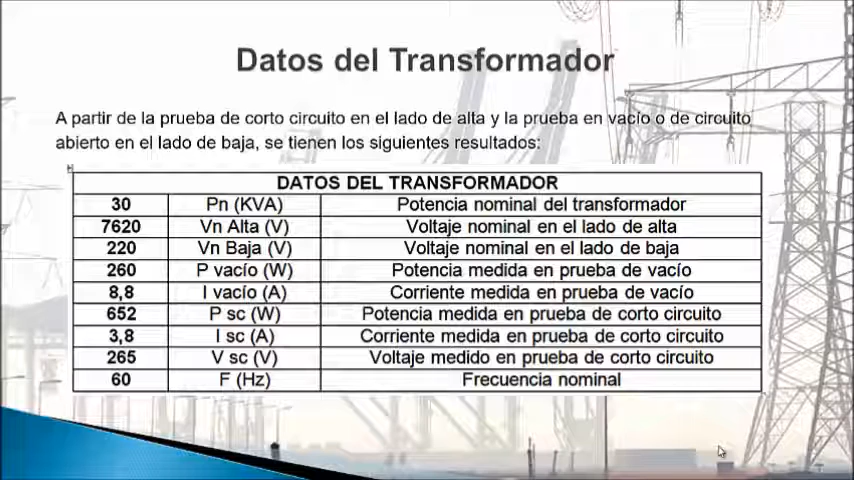 Datos del Transformador
A partir de la prueba de corto circuito en el lado de alta y la prueba en vacío o de circuito
abierto en el lado de baja, se tienen los siguientes resultados:
DATOS DEL TRANSFORMADOR
30 Pn (KVA) Potencia nominal del transformador
7620 Vn Alta (V) Voltaje nominal en el lado de alta
220 Vn Baja (V) Voltaje nominal en el lado de baja
260 P vacío (W) Potencia medida en prueba de vacío
8,8 I vacío (A) Corriente medida en prueba de vacío
652 P sc (W) Potencia medida en prueba de corto circuito
3,8 I sc (A) Corriente medida en prueba de corto circuito
265 V sc (V) Voltaje medido en prueba de corto circuito
60 F (Hz) Frecuencia nominal